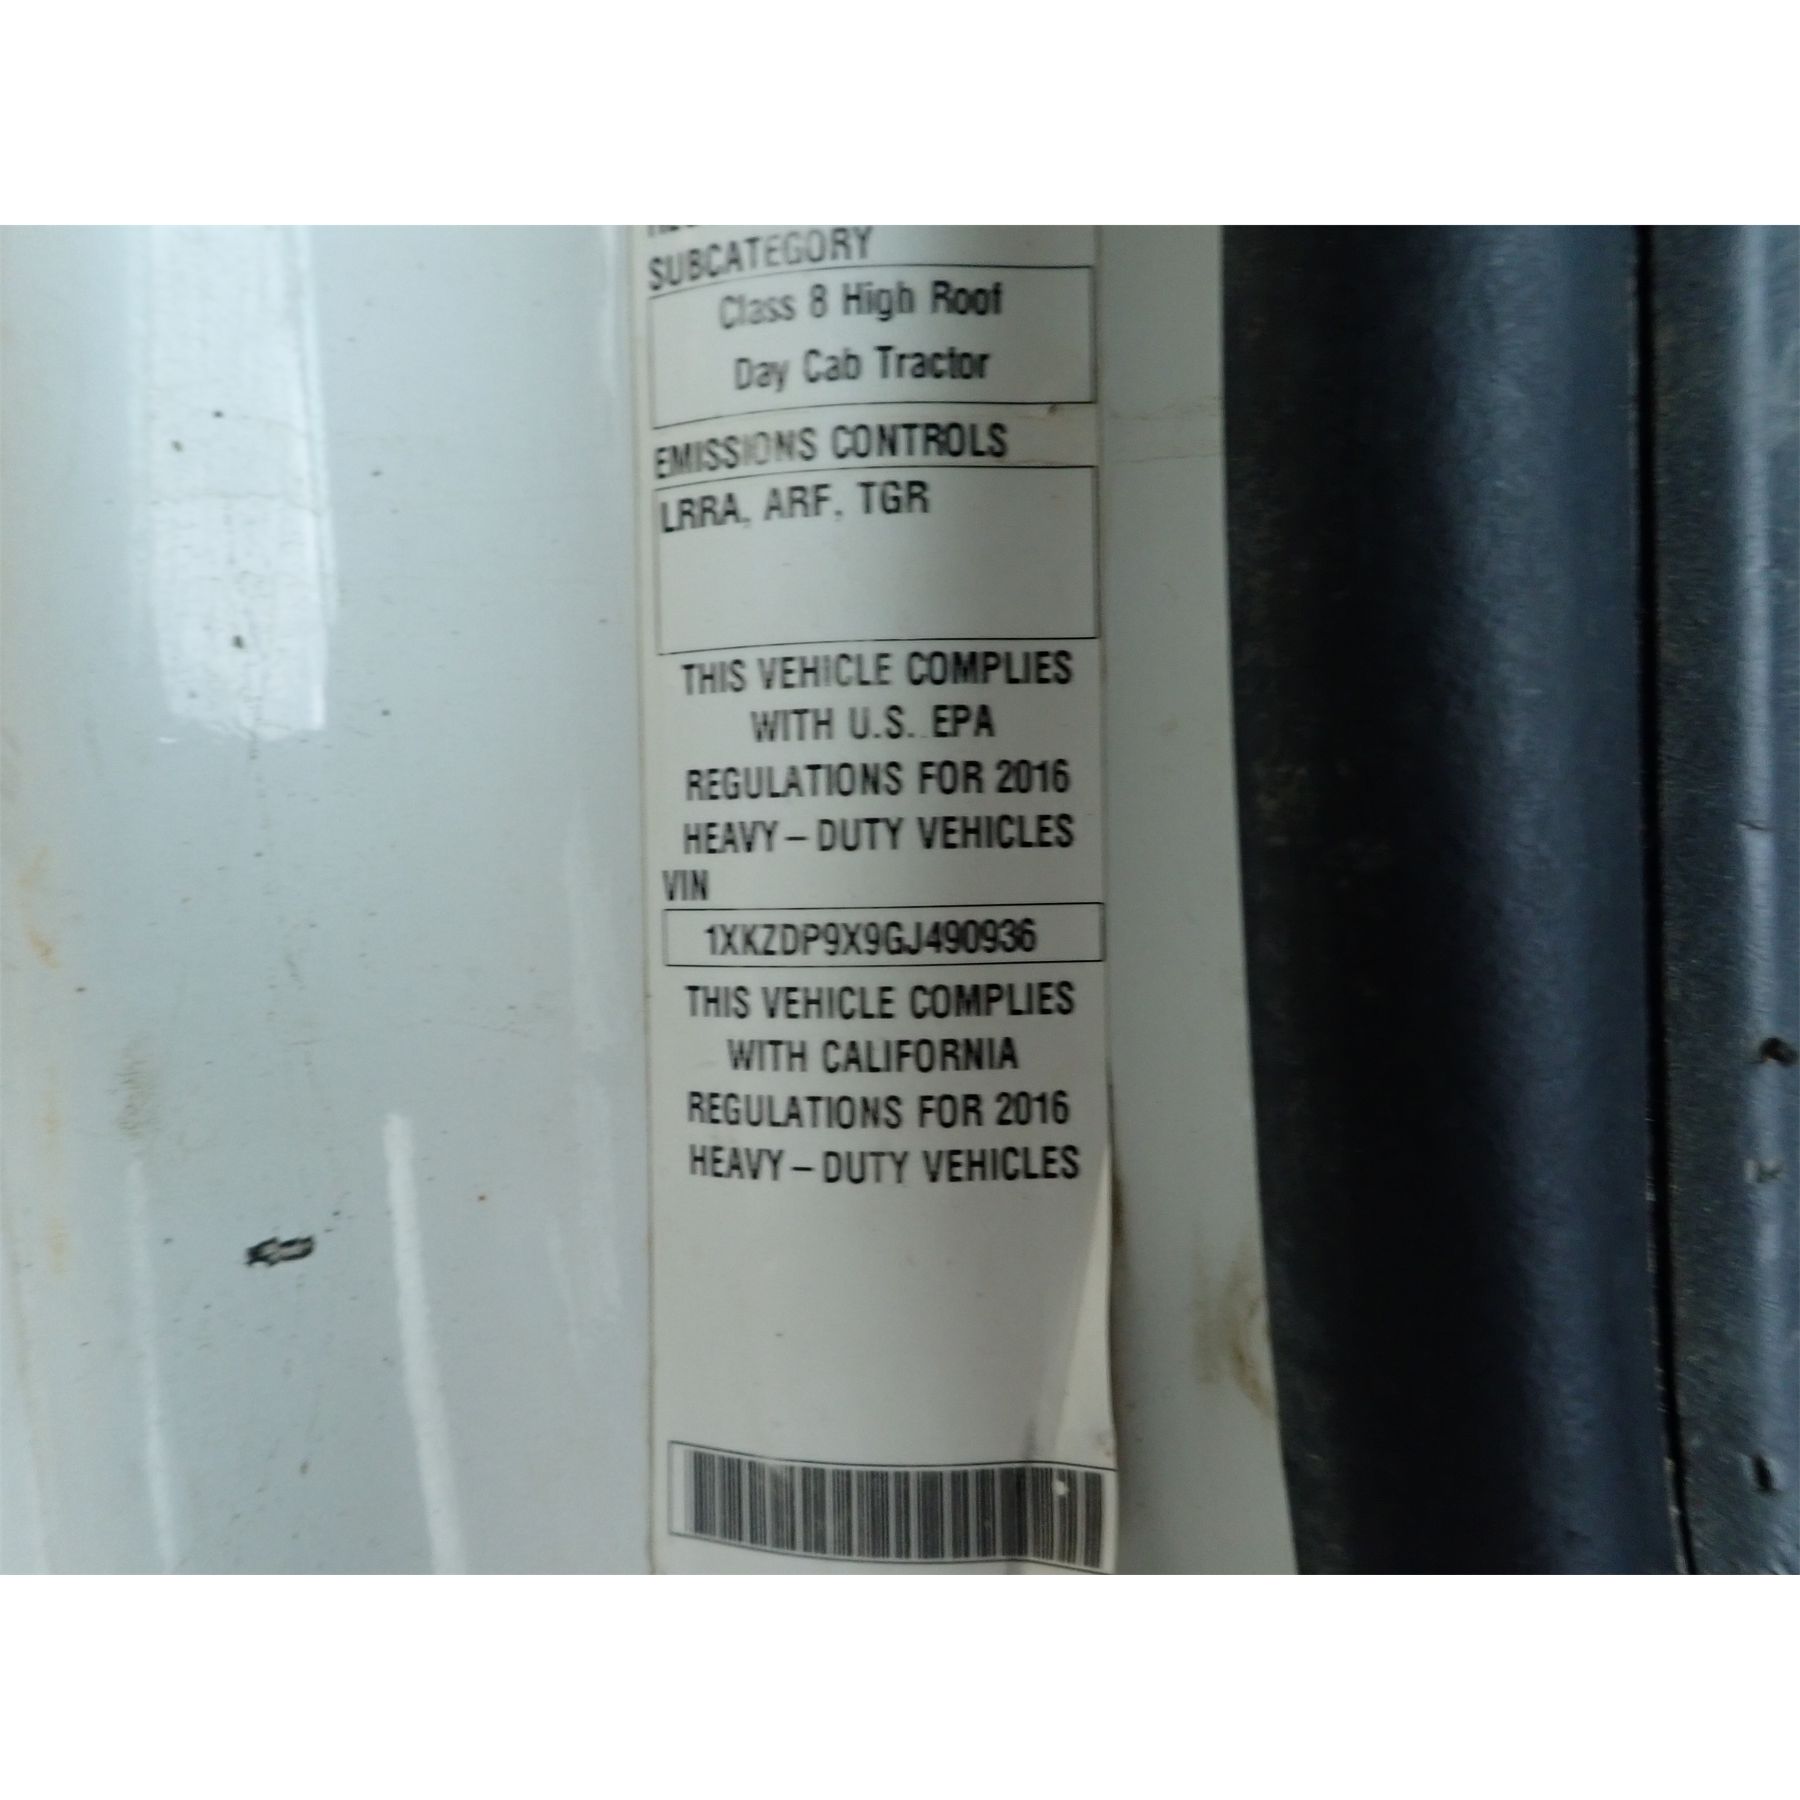 SUBCATEGORY
Class 8 High Roof
Day Cab Tractor
EMISSIONS CONTROLS
LRRA, ARF, TGR
THIS VEHICLE COMPLIES
WITH U.S. EPA
REGULATIONS FOR 2016
HEAVY – DUTY VEHICLES
VIN
1XKZDP9X9GJ490936
THIS VEHICLE COMPLIES
WITH CALIFORNIA
REGULATIONS FOR 2016
HEAVY – DUTY VEHICLES